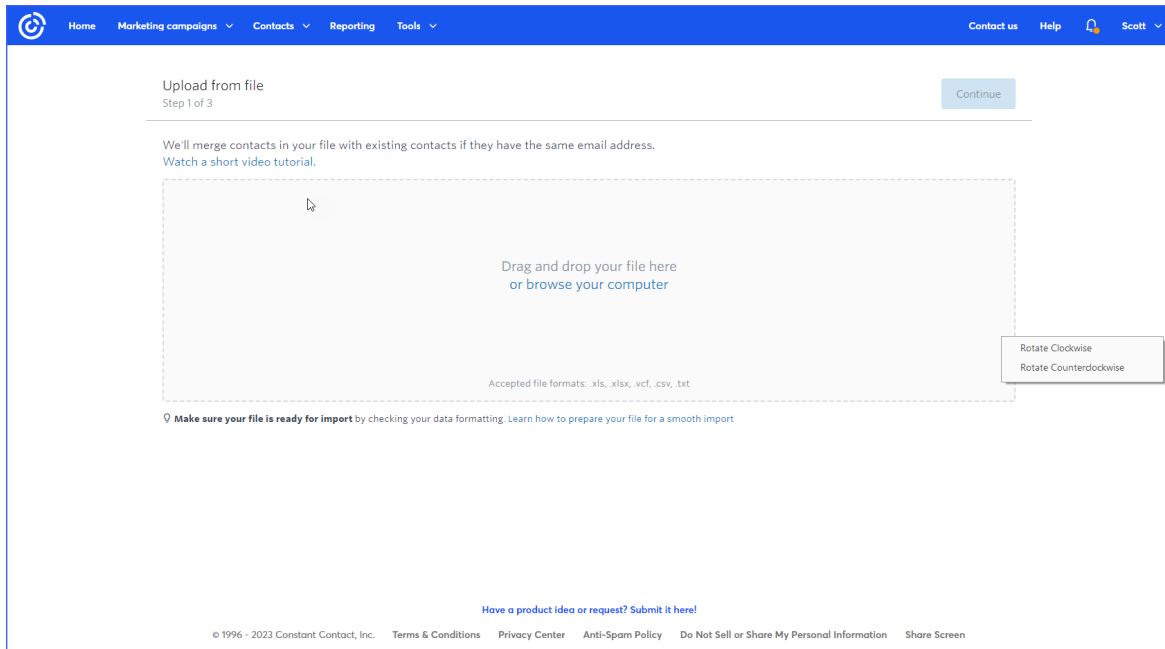 Home Marketing campaigns Contacts Reporting Tools Contact us Help Scott
Upload from file
Step 1 of 3
Continue
We'll merge contacts in your file with existing contacts if they have the same email address.
Watch a short video tutorial.
Drag and drop your file here
or browse your computer
Rotate Clockwise
Rotate Counterclockwise
Accepted file formats: .xls, .xlsx, .vcf, .csv, .txt
Make sure your file is ready for import by checking your data formatting. Learn how to prepare your file for a smooth import
Have a product idea or request? Submit it here!
© 1996 - 2023 Constant Contact, Inc. Terms & Conditions Privacy Center Anti-Spam Policy Do Not Sell or Share My Personal Information Share Screen